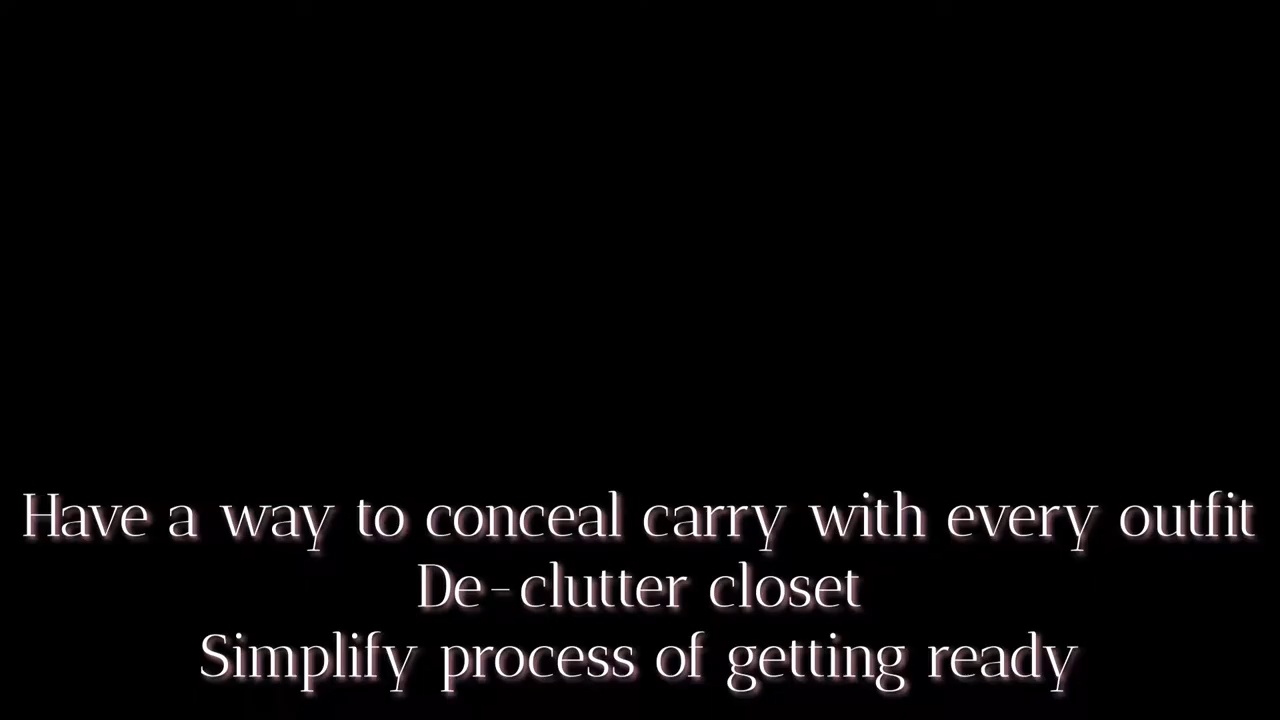 Have a way to conceal carry with every outfit
De-clutter closet
Simplify process of getting ready